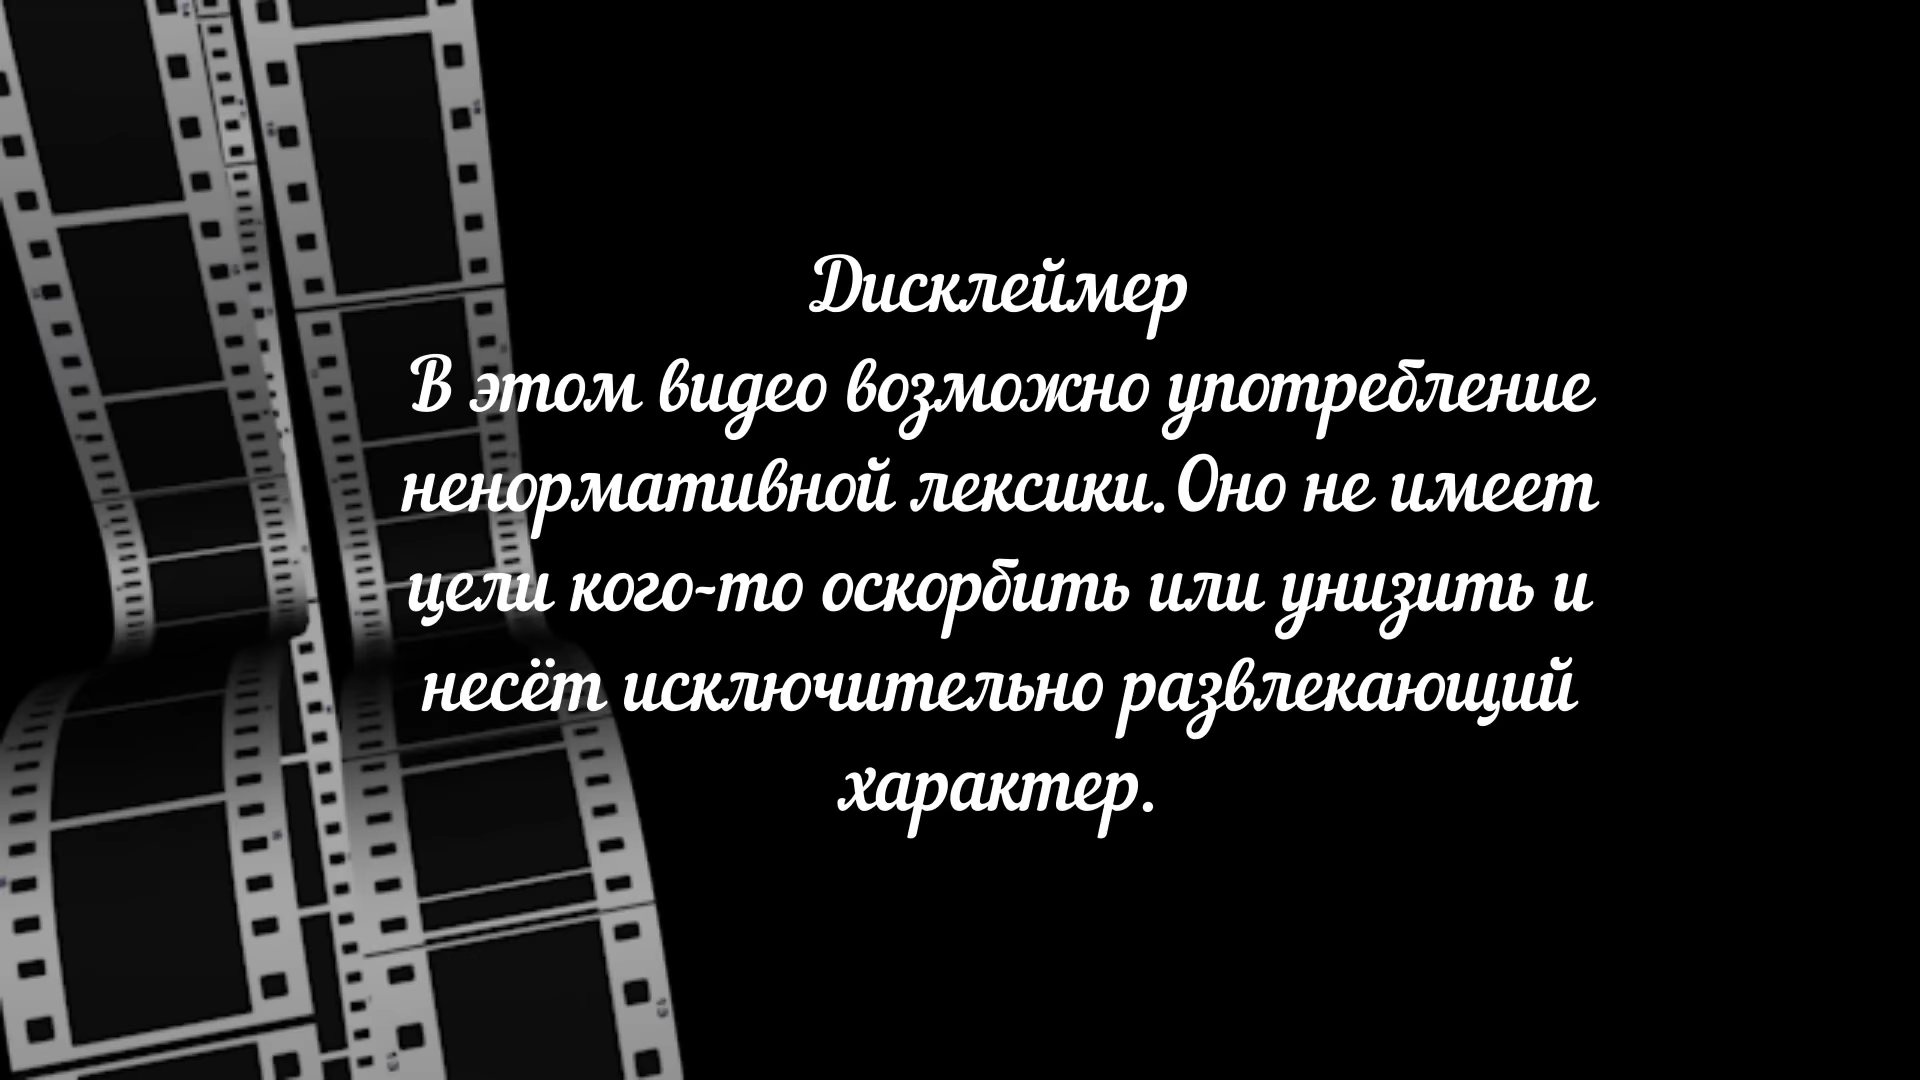 Дисклеймер
В этом видео возможно употребление
ненормативной лексики. Оно не имеет
цели кого-то оскорбить или унизить и
несёт исключительно развлекающий
характер.